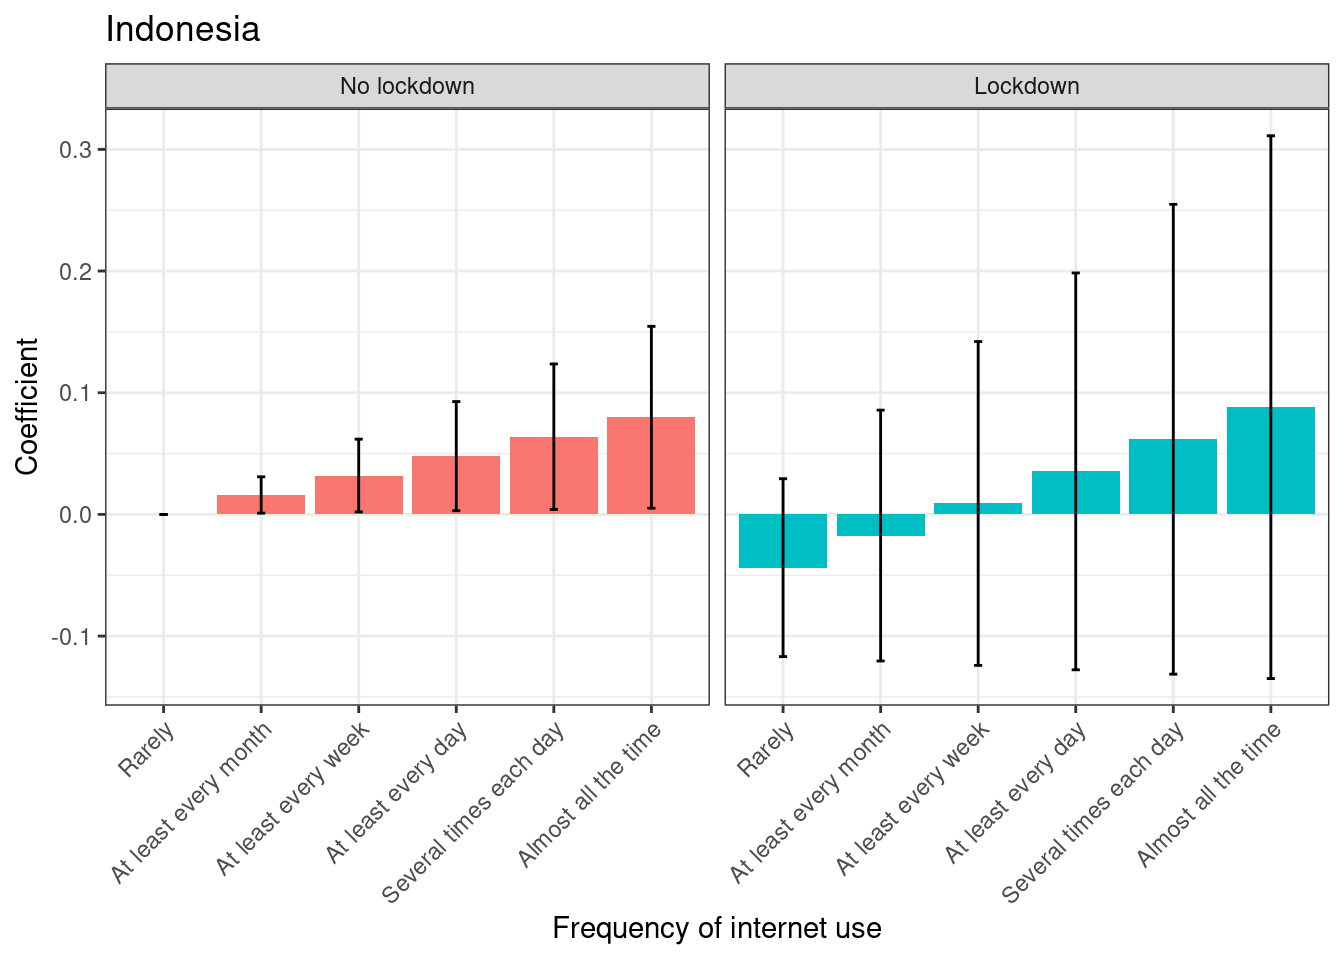 Indonesia
No lockdown
Lockdown
Coefficient
0.3
0.2
0.1
0.0
-0.1
Rarely
At least every month
At least every week
At least every day
Several times each day
Almost all the time
Rarely
At least every month
At least every week
At least every day
Several times each day
Almost all the time
Frequency of internet use